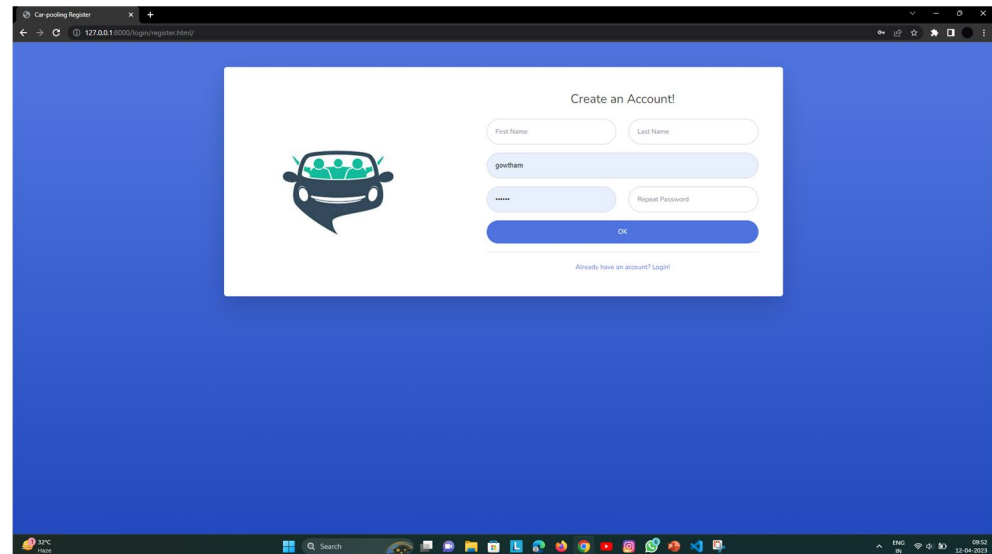 Car-pooling Register
127.0.0.1:8000/login/register.html/
Create an Account!
First Name Last Name
gowtham
•••••• Repeat Password
OK
Already have an account? Login!
1
32°C
Haze
Search
ENG
IN
09:52
12-04-2023